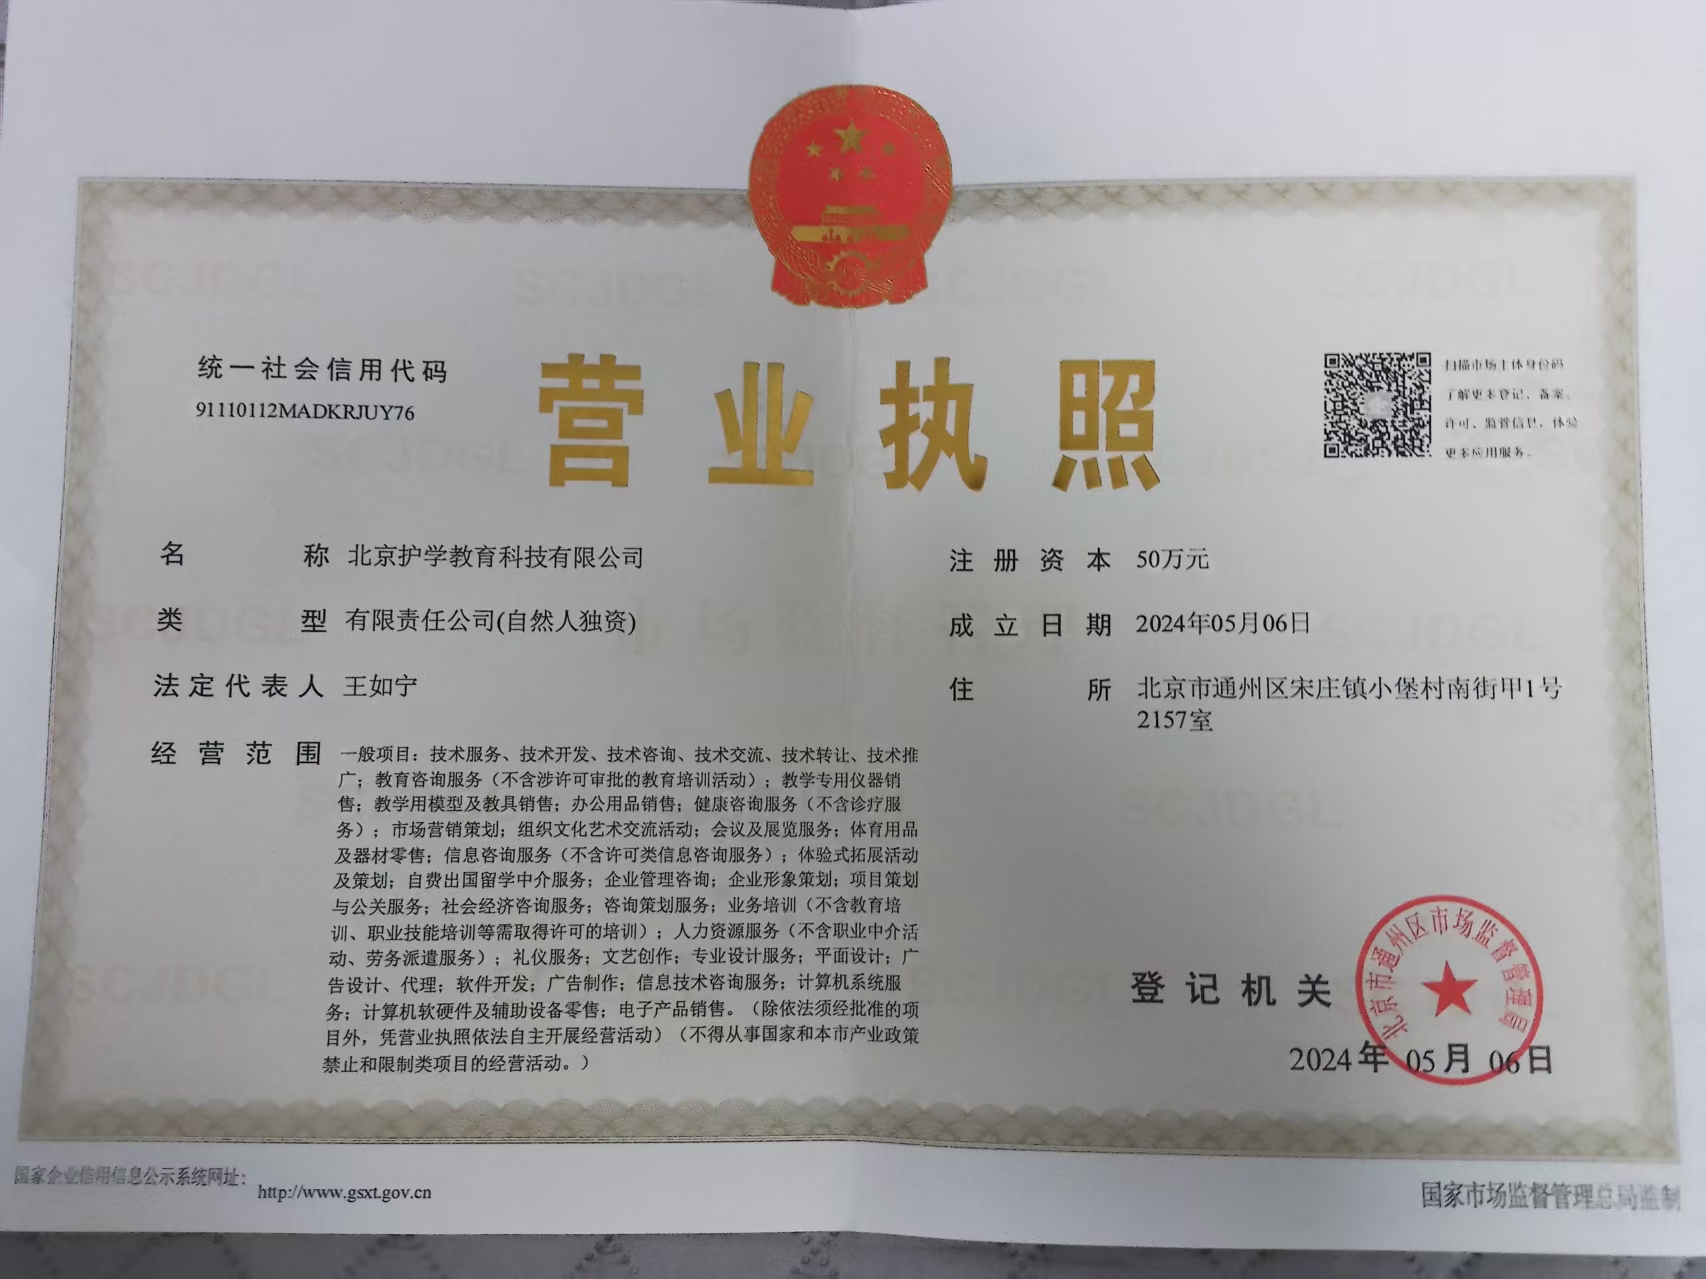 统一社会信用代码
91110112MADKRJUY76
营业执照
扫描市场主体身份码
了解更多登记、备案、
许可、监管信息，体验
更多应用服务。
名称 北京护学教育科技有限公司
类型 有限责任公司(自然人独资)
法定代表人 王如宁
经营范围 一般项目：技术服务、技术开发、技术咨询、技术交流、技术转让、技术推
广；教育咨询服务（不含涉许可审批的教育培训活动）；教学专用仪器销
售；教学用模型及教具销售；办公用品销售；健康咨询服务（不含诊疗服
务）；市场营销策划；组织文化艺术交流活动；会议及展览服务；体育用品
及器材零售；信息咨询服务（不含许可类信息咨询服务）；体验式拓展活动
及策划；自费出国留学中介服务；企业管理咨询；企业形象策划；项目策划
与公关服务；社会经济咨询服务；咨询策划服务；业务培训（不含教育培
训、职业技能培训等需取得许可的培训）；人力资源服务（不含职业中介活
动、劳务派遣服务）；礼仪服务；文艺创作；专业设计服务；平面设计；广
告设计、代理；软件开发；广告制作；信息技术咨询服务；计算机系统服
务；计算机软硬件及辅助设备零售；电子产品销售。（除依法须经批准的项
目外，凭营业执照依法自主开展经营活动）（不得从事国家和本市产业政策
禁止和限制类项目的经营活动。）
注册资本 50万元
成立日期 2024年05月06日
住所 北京市通州区宋庄镇小堡村南街甲1号
2157室
登记机关
北京市通州区市场监督管理局
2024年05月06日
国家企业信用信息公示系统网址：
http://www.gsxt.gov.cn
国家市场监督管理总局监制
SCJDGL